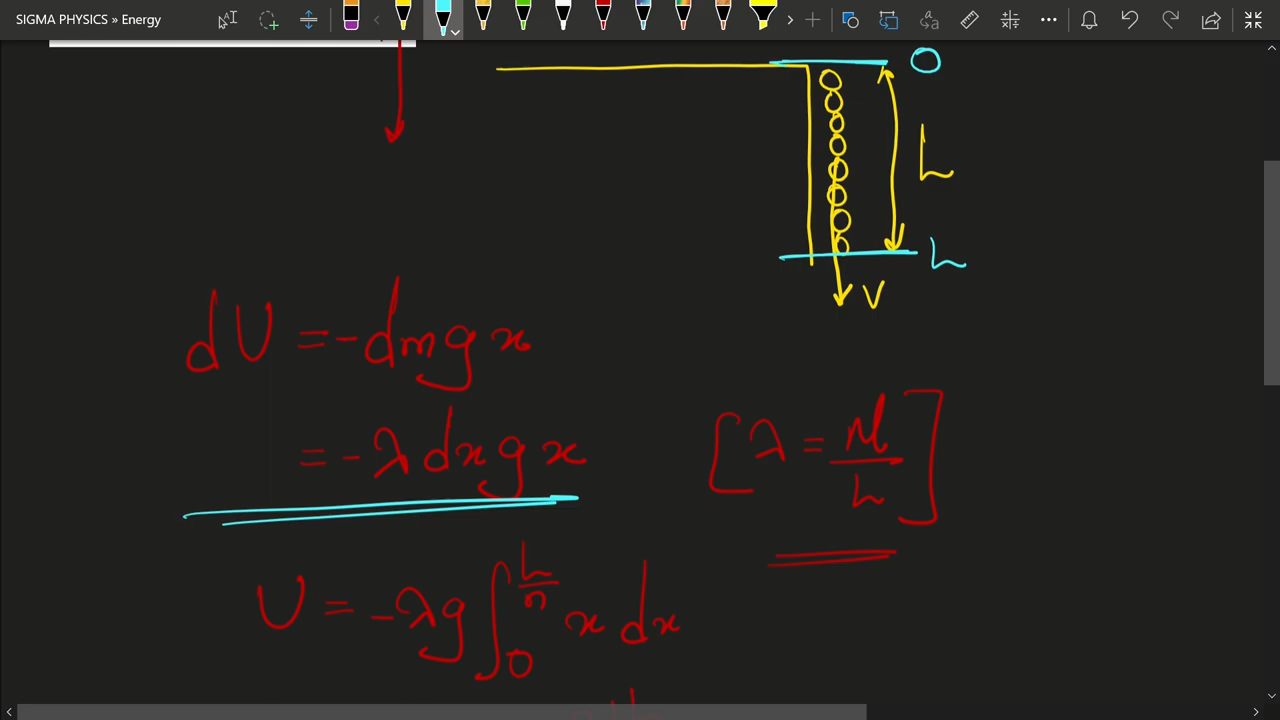 SIGMA PHYSICS » Energy
O
L
L
V
dU = -dmgx
= -λdxgx
[λ = M/L]
U = -λg ∫₀^(L/n) x dx